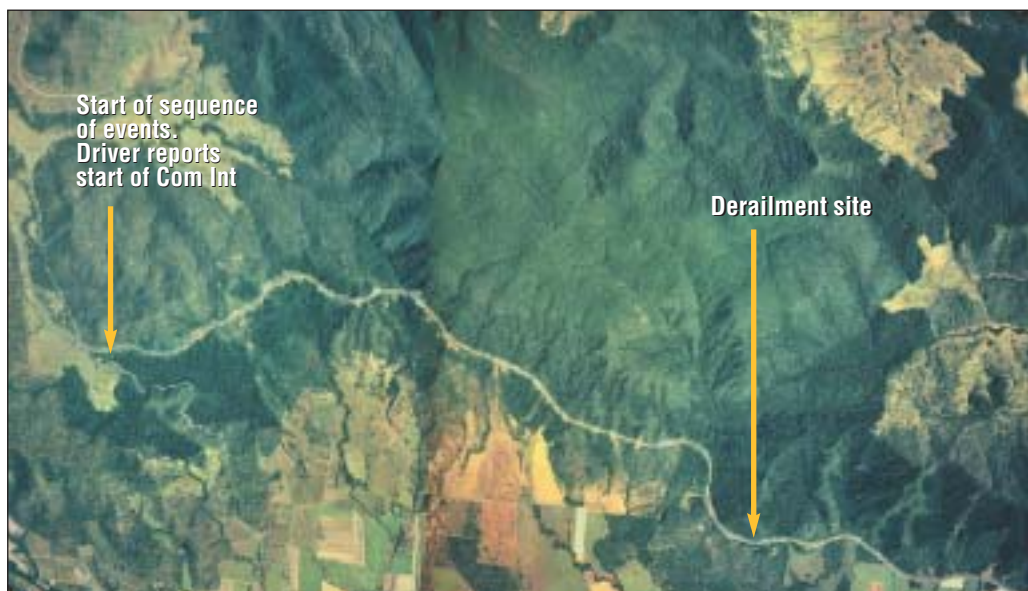 Start of sequence
of events.
Driver reports
start of Com Int
Derailment site